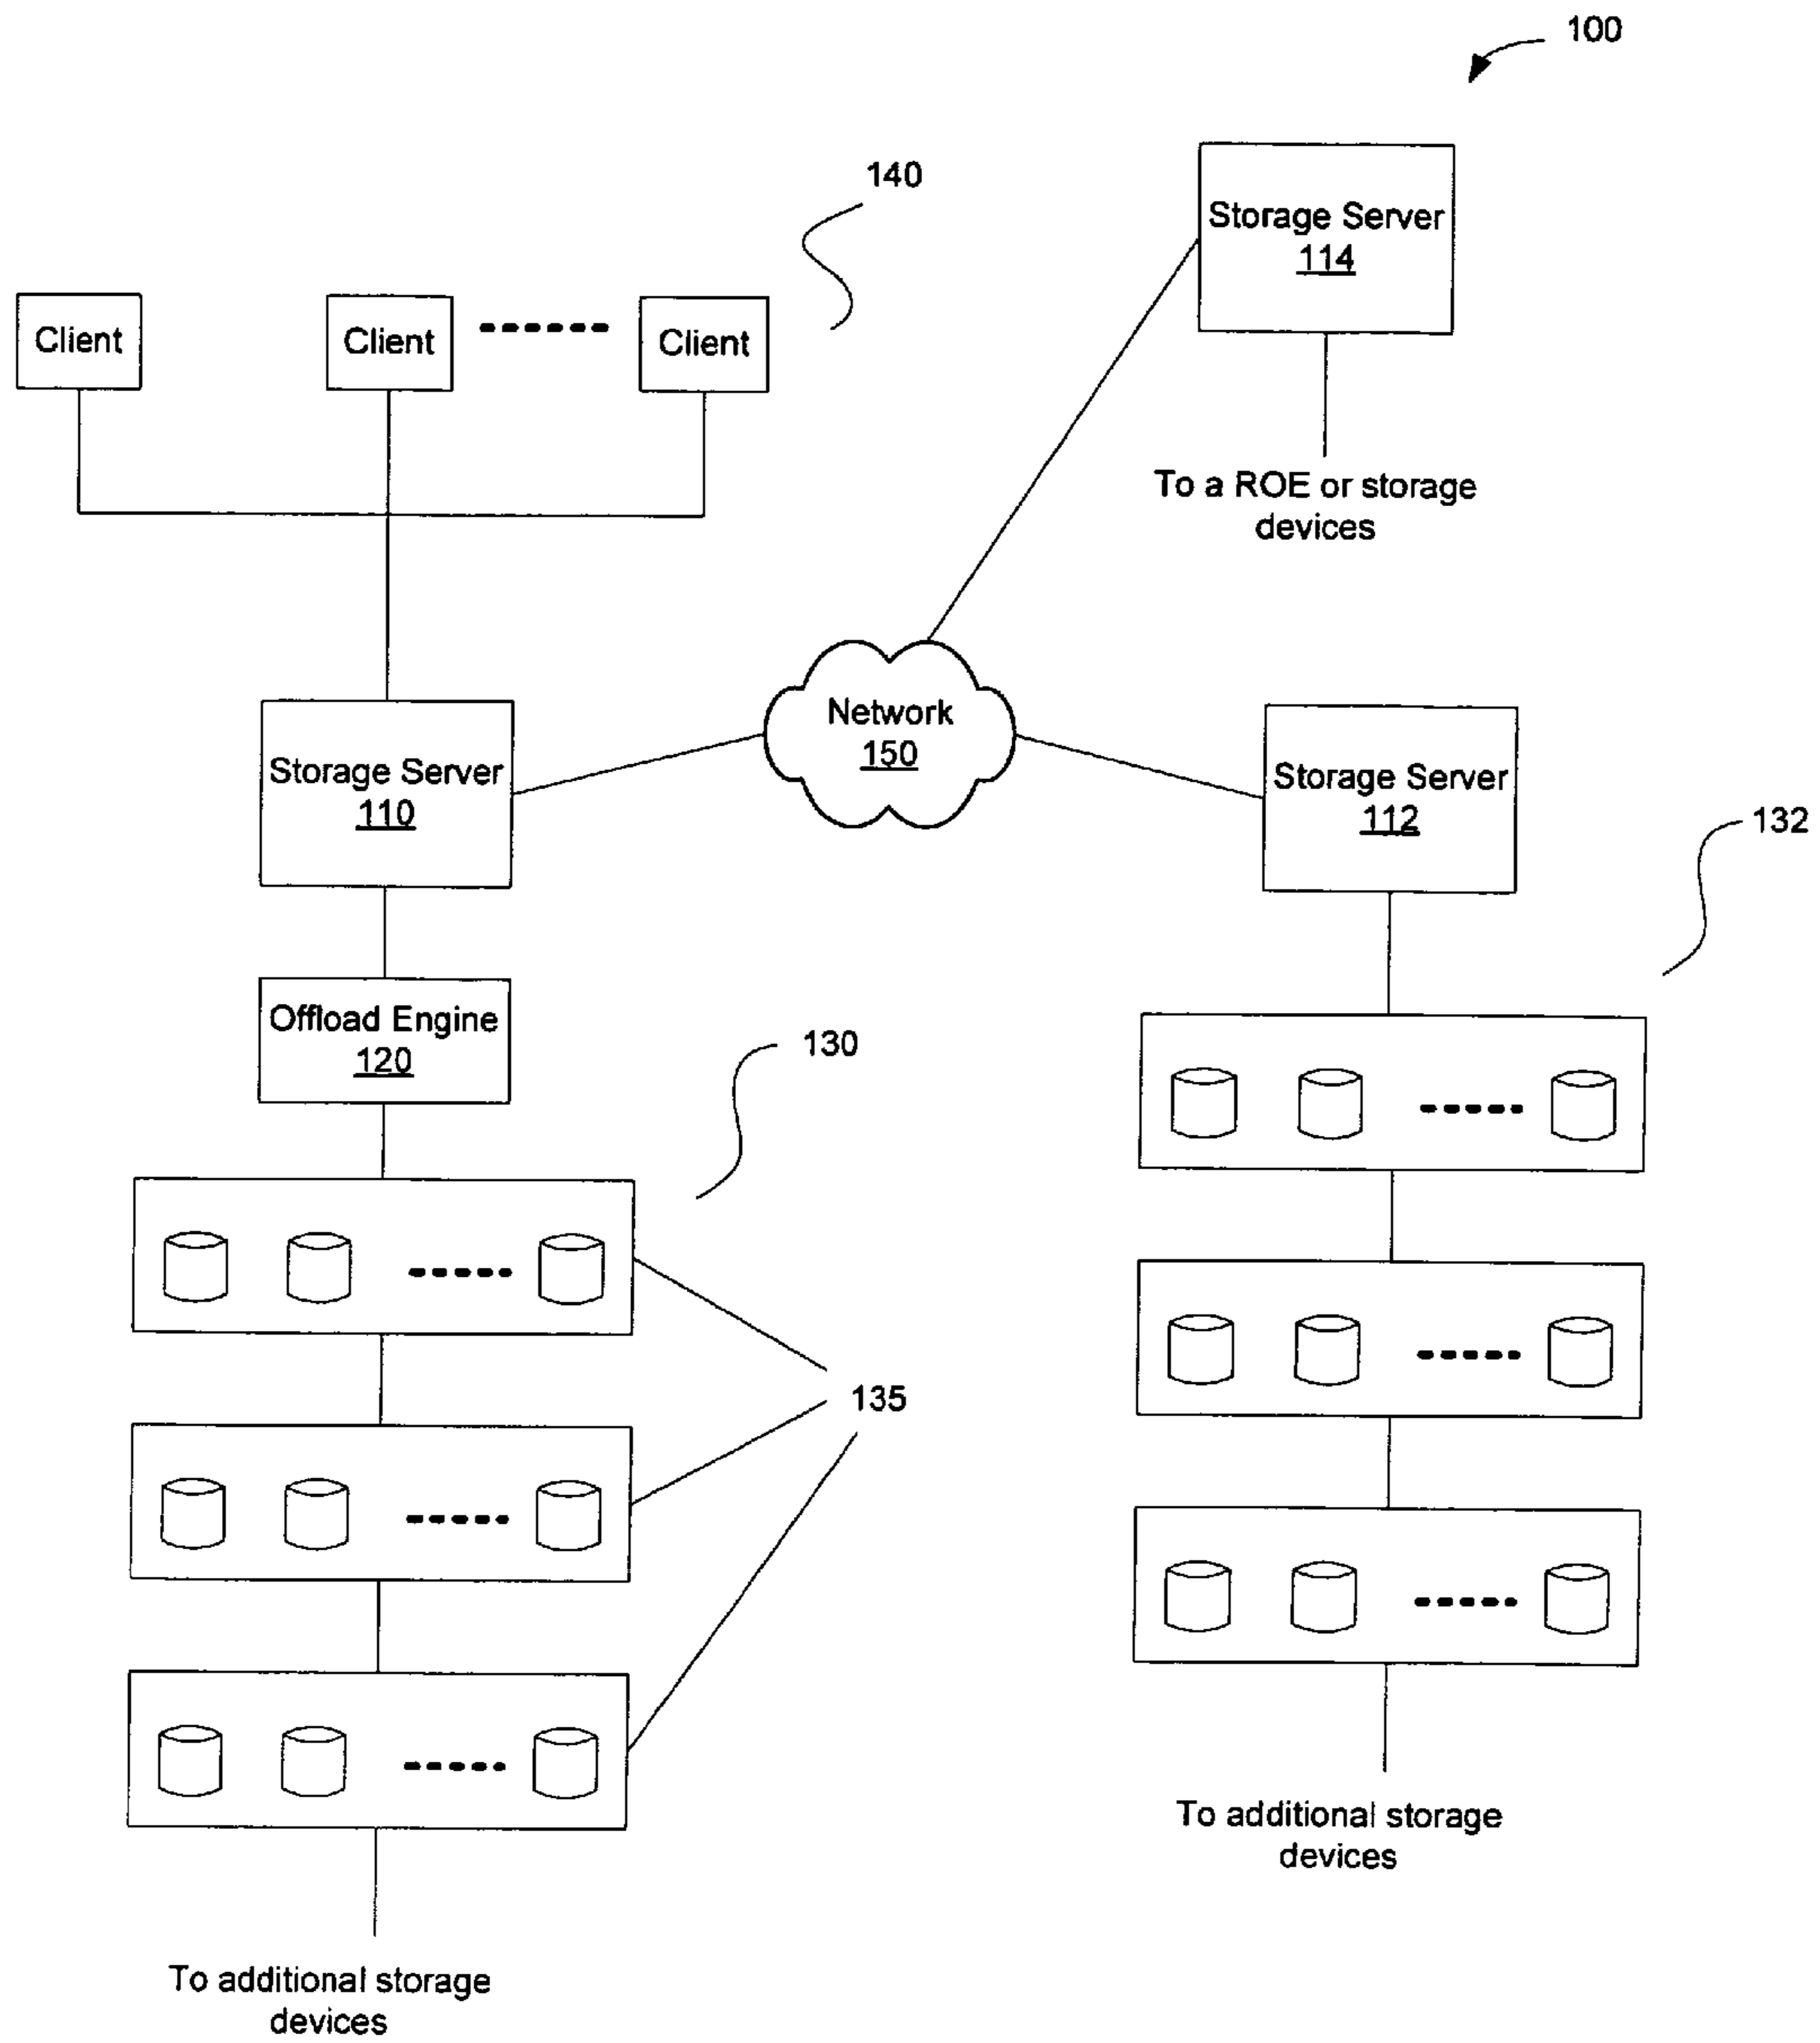 100
140
Storage Server
114
Client
Client
Client
To a ROE or storage
devices
Network
150
Storage Server
110
Storage Server
112
132
Offload Engine
120
130
135
To additional storage
devices
To additional storage
devices